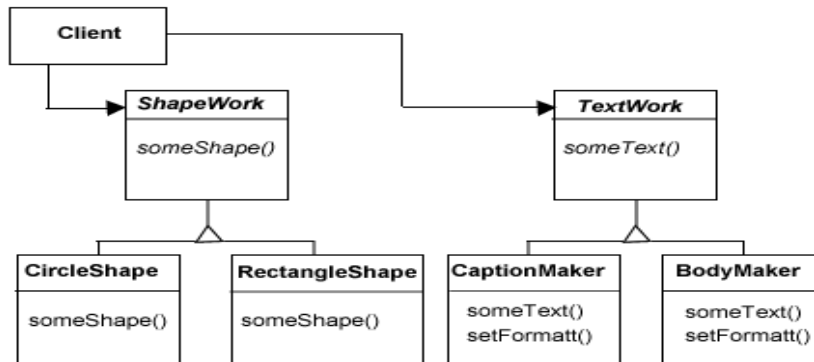 Client
ShapeWork
someShape()
TextWork
someText()
CircleShape
someShape()
RectangleShape
someShape()
CaptionMaker
someText()
setFormatt()
BodyMaker
someText()
setFormatt()